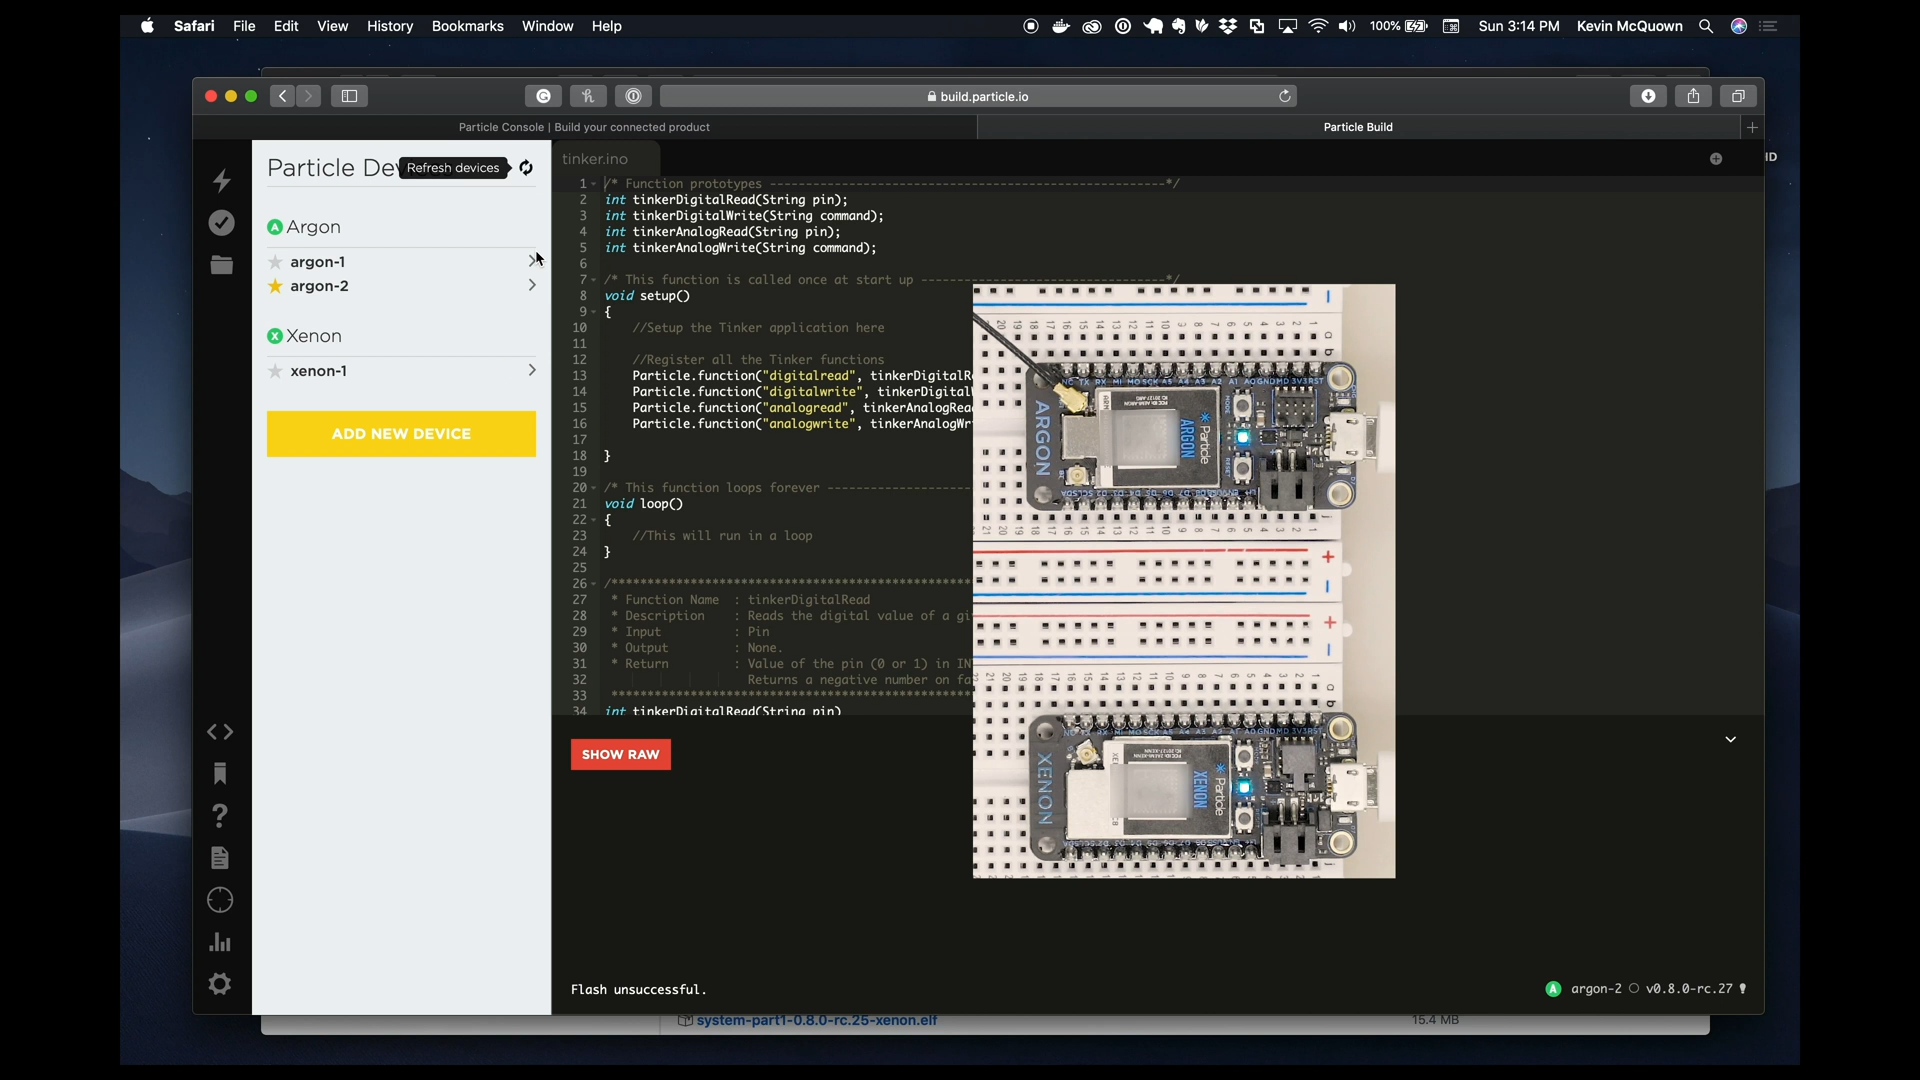 Safari File Edit View History Bookmarks Window Help
100% Sun 3:14 PM Kevin McQuown
build.particle.io
Particle Console | Build your connected product
Particle Build
Particle De
Refresh devices
Argon
argon-1
argon-2
Xenon
xenon-1
ADD NEW DEVICE
tinker.ino
1 /* Function prototypes -------------------------------------------------------*/
2 int tinkerDigitalRead(String pin);
3 int tinkerDigitalWrite(String command);
4 int tinkerAnalogRead(String pin);
5 int tinkerAnalogWrite(String command);
6
7 /* This function is called once at start up ----------------------------------*/
8 void setup()
9 {
10 //Setup the Tinker application here
11
12 //Register all the Tinker functions
13 Particle.function("digitalread", tinkerDigitalR
14 Particle.function("digitalwrite", tinkerDigital
15 Particle.function("analogread", tinkerAnalogRea
16 Particle.function("analogwrite", tinkerAnalogWr
17
18 }
19
20 /* This function loops forever --------------------
21 void loop()
22 {
23 //This will run in a loop
24 }
25
26 /**************************************************
27 * Function Name : tinkerDigitalRead
28 * Description : Reads the digital value of a gi
29 * Input : Pin
30 * Output : None.
31 * Return : Value of the pin (0 or 1) in IN
32 Returns a negative number on fa
33 **************************************************
34 int tinkerDigitalRead(String pin)
ARGON
Particle
ARGON
MODE
RESET
XENON
Particle
XENON
SHOW RAW
Flash unsuccessful.
argon-2 v0.8.0-rc.27
system-part1-0.8.0-rc.25-xenon.elf
15.4 MB